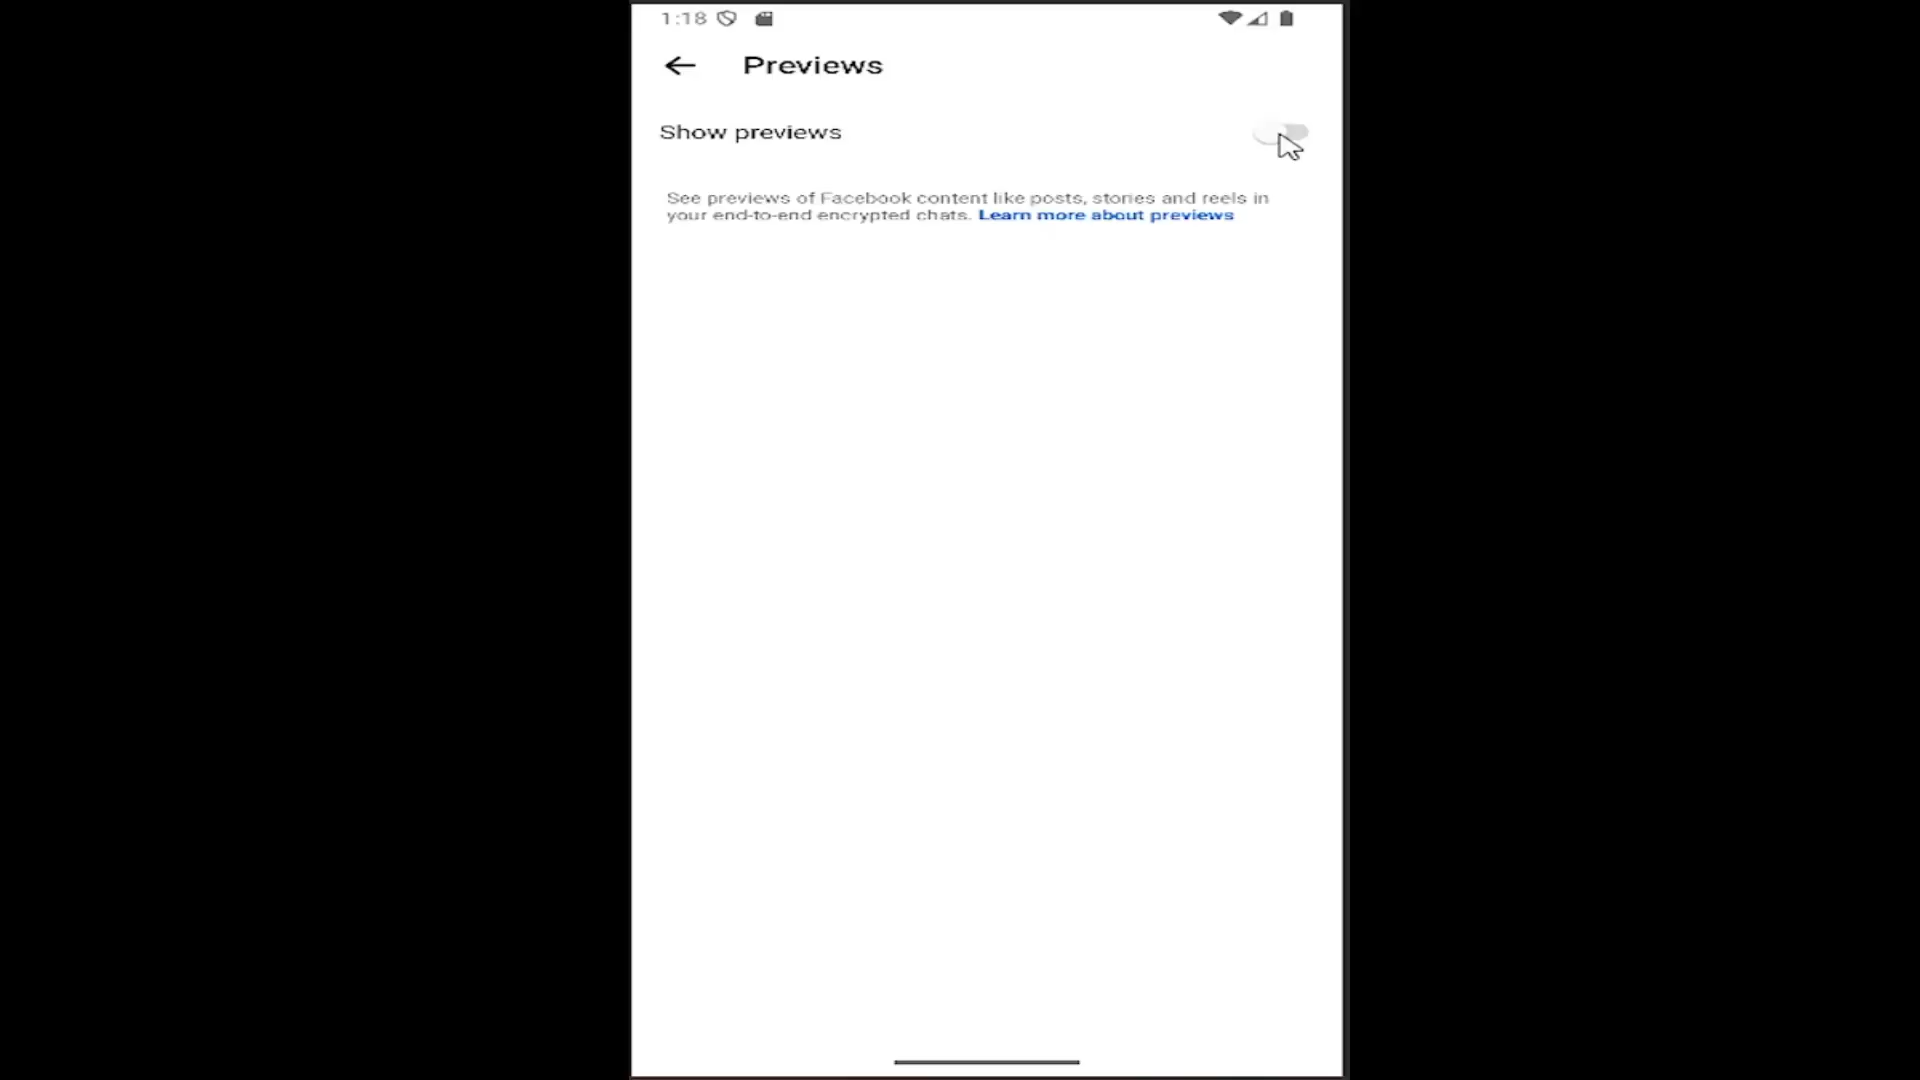 1:18
Previews
Show previews
See previews of Facebook content like posts, stories and reels in
your end-to-end encrypted chats. Learn more about previews